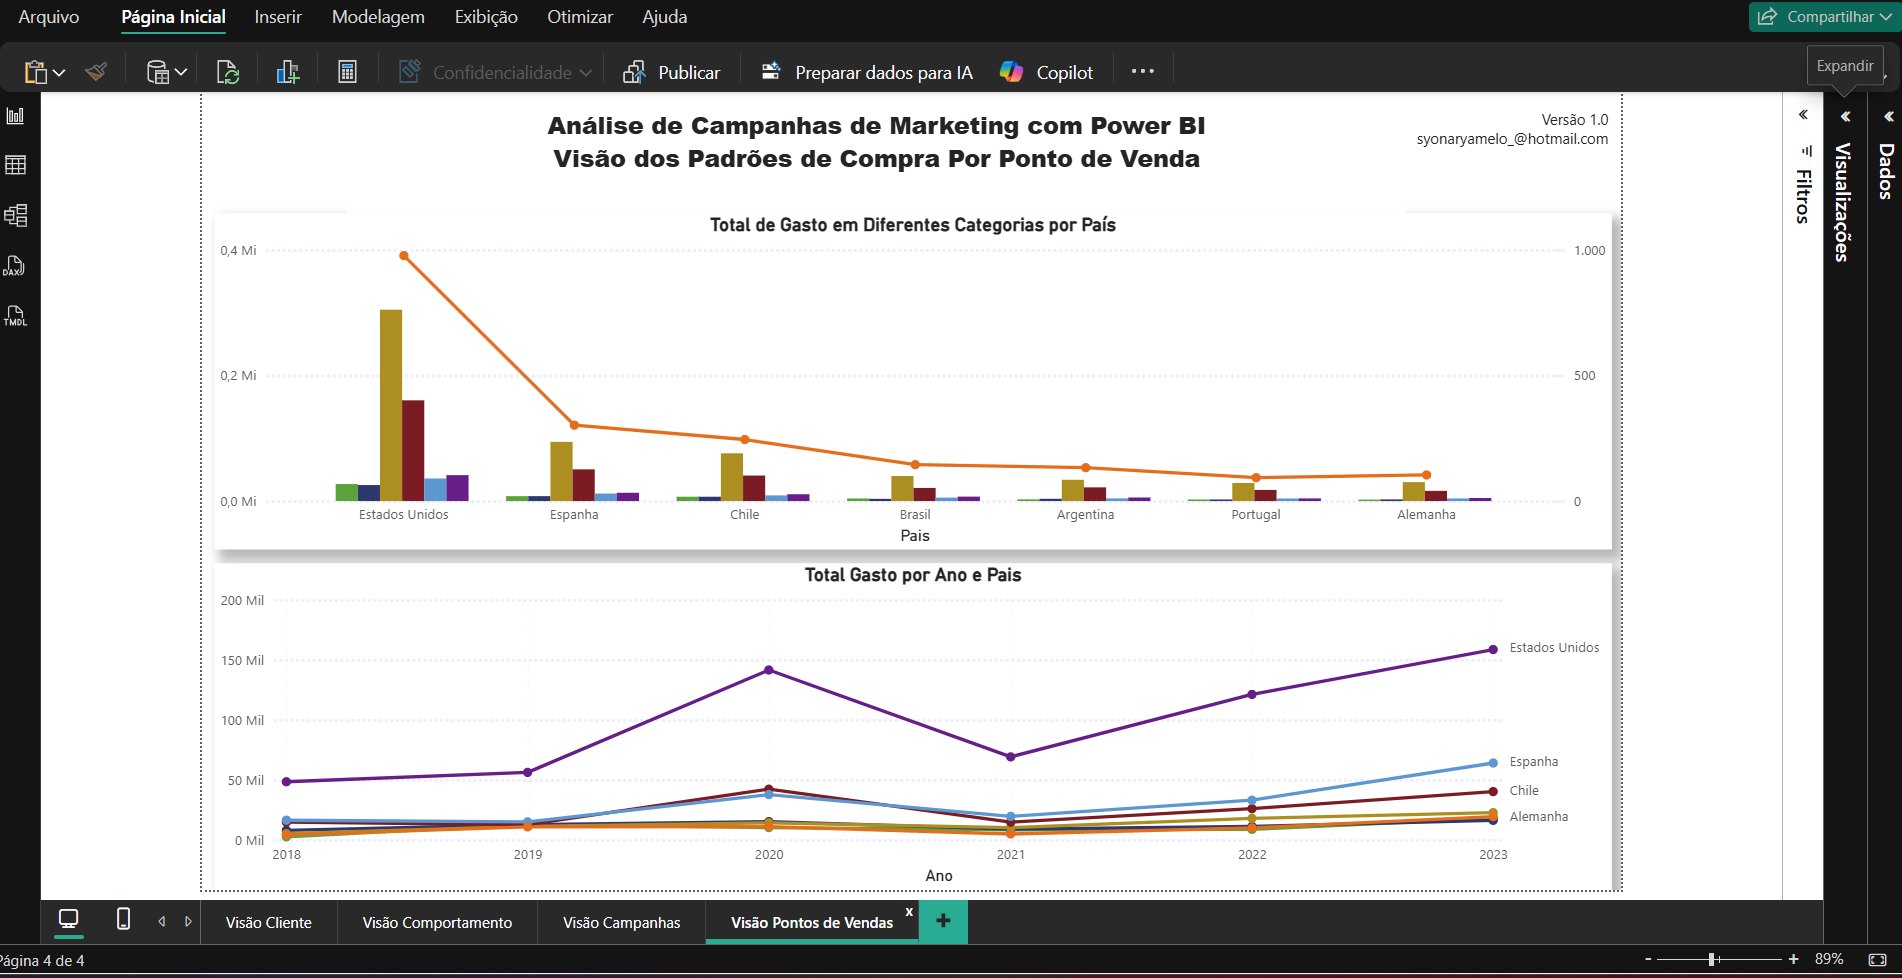 Arquivo Página Inicial Inserir Modelagem Exibição Otimizar Ajuda Compartilhar
Confidencialidade Publicar Preparar dados para IA Copilot ... Expandir
Análise de Campanhas de Marketing com Power BI
Visão dos Padrões de Compra Por Ponto de Venda
Versão 1.0
syonaryamelo_@hotmail.com
Filtros
Visualizações
Dados
DAX
TMDL
Total de Gasto em Diferentes Categorias por País
0,4 Mi 1.000
0,2 Mi 500
0,0 Mi 0
Estados Unidos Espanha Chile Brasil Argentina Portugal Alemanha
Pais
Total Gasto por Ano e Pais
200 Mil
150 Mil
100 Mil
50 Mil
0 Mil
Estados Unidos
Espanha
Chile
Alemanha
2018 2019 2020 2021 2022 2023
Ano
Visão Cliente Visão Comportamento Visão Campanhas Visão Pontos de Vendas x +
Página 4 de 4 - + 89%